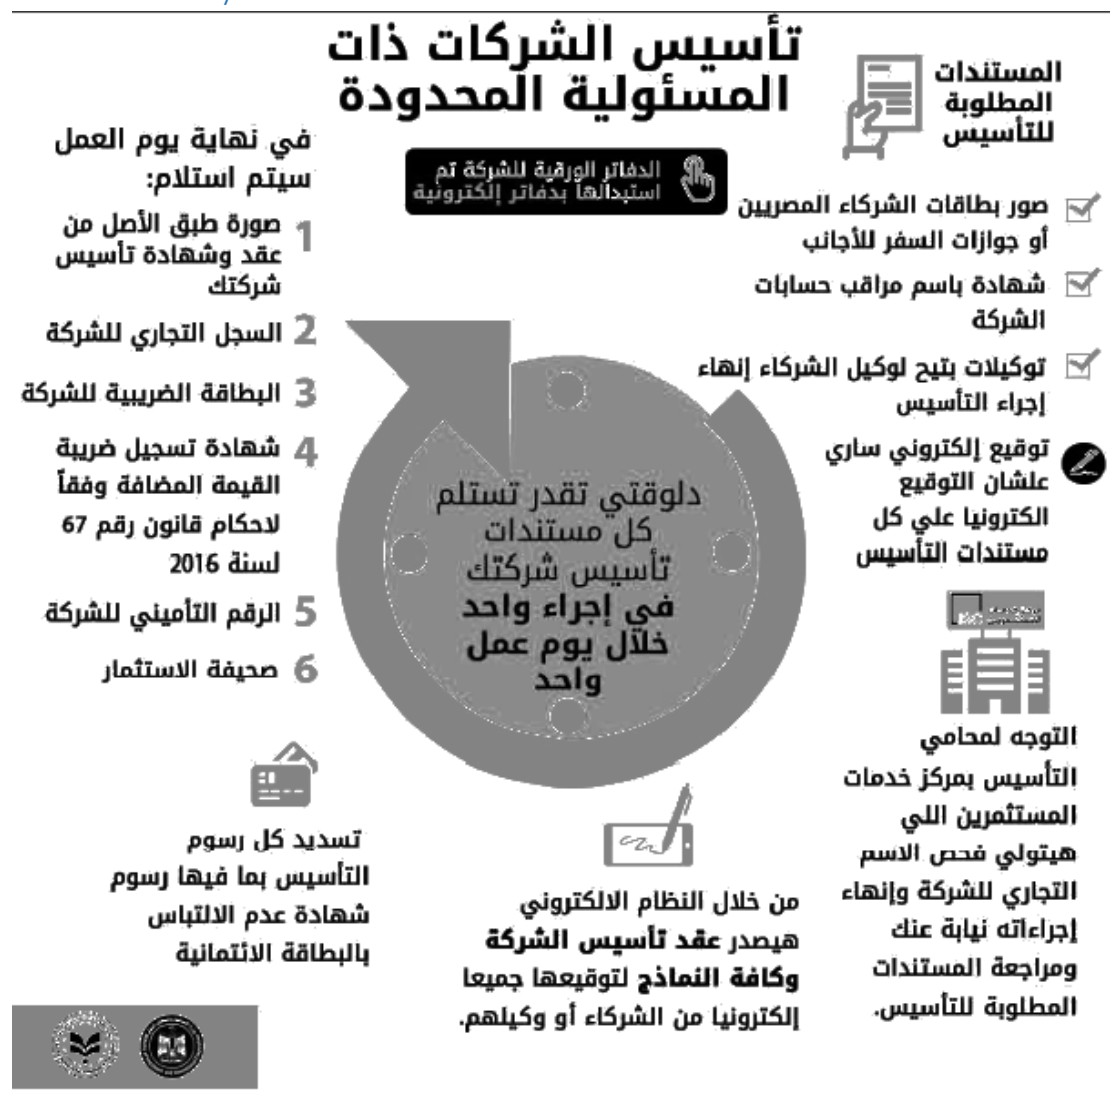 تأسيس الشركات ذات
المسئولية المحدودة
الدفاتر الورقية للشركة تم
استبدالها بدفاتر إلكترونية
المستندات
المطلوبة
للتأسيس
صور بطاقات الشركاء المصريين
أو جوازات السفر للأجانب
شهادة باسم مراقب حسابات
الشركة
توكيلات بتيح لوكيل الشركاء إنهاء
إجراء التأسيس
توقيع إلكتروني ساري
علشان التوقيع
الكترونيا علي كل
مستندات التأسيس
التوجه لمحامي
التأسيس بمركز خدمات
المستثمرين اللي
هيتولي فحص الاسم
التجاري للشركة وإنهاء
إجراءاته نيابة عنك
ومراجعة المستندات
المطلوبة للتأسيس.
من خلال النظام الالكتروني
هيصدر عقد تأسيس الشركة
وكافة النماذج لتوقيعها جميعا
إلكترونيا من الشركاء أو وكيلهم.
تسديد كل رسوم
التأسيس بما فيها رسوم
شهادة عدم الالتباس
بالبطاقة الائتمانية
في نهاية يوم العمل
سيتم استلام:
1 صورة طبق الأصل من
عقد وشهادة تأسيس
شركتك
2 السجل التجاري للشركة
3 البطاقة الضريبية للشركة
4 شهادة تسجيل ضريبة
القيمة المضافة وفقاً
لاحكام قانون رقم 67
لسنة 2016
5 الرقم التأميني للشركة
6 صحيفة الاستثمار
دلوقتي تقدر تستلم
كل مستندات
تأسيس شركتك
في إجراء واحد
خلال يوم عمل
واحد